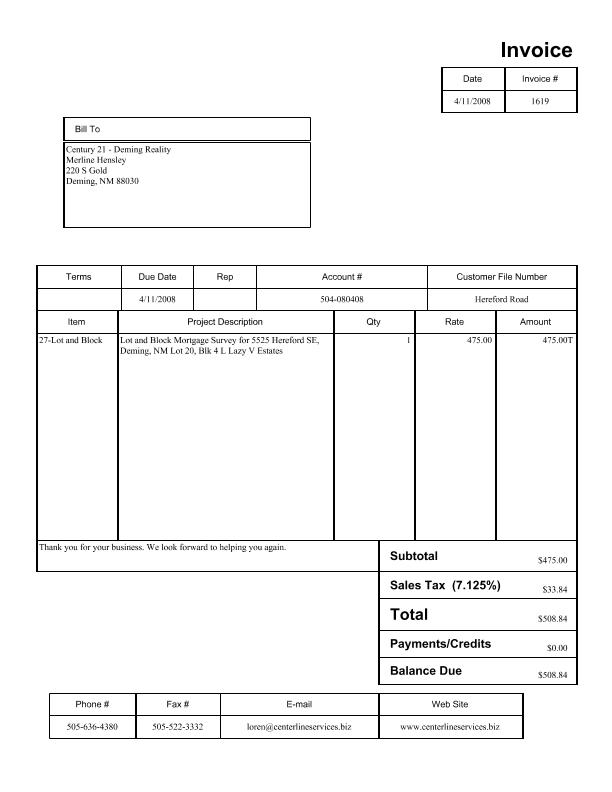 Invoice
Date Invoice #
4/11/2008 1619
Bill To
Century 21 - Deming Reality
Merline Hensley
220 S Gold
Deming, NM 88030
Terms Due Date Rep Account # Customer File Number
4/11/2008 504-080408 Hereford Road
Item Project Description Qty Rate Amount
27-Lot and Block Lot and Block Mortgage Survey for 5525 Hereford SE, 1 475.00 475.00T
Deming, NM Lot 20, Blk 4 L Lazy V Estates
Thank you for your business. We look forward to helping you again.
Subtotal $475.00
Sales Tax (7.125%) $33.84
Total $508.84
Payments/Credits $0.00
Balance Due $508.84
Phone # Fax # E-mail Web Site
505-636-4380 505-522-3332 loren@centerlineservices.biz www.centerlineservices.biz